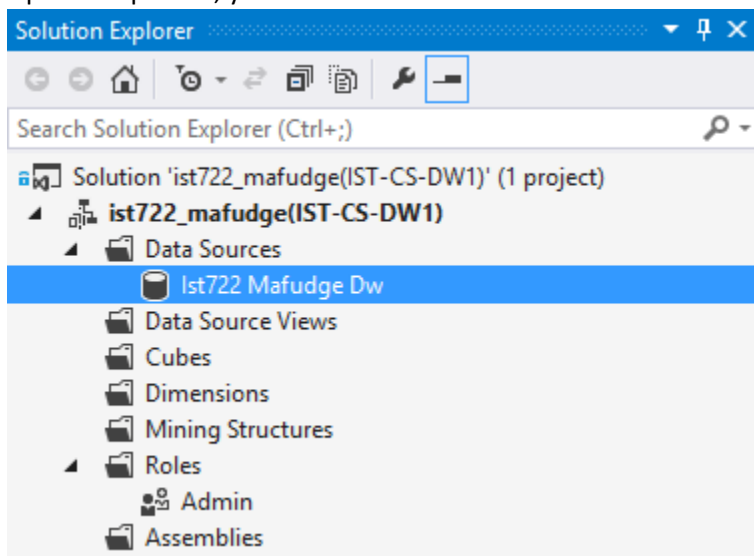 Solution Explorer
Search Solution Explorer (Ctrl+;)
Solution 'ist722_mafudge(IST-CS-DW1)' (1 project)
ist722_mafudge(IST-CS-DW1)
Data Sources
Ist722 Mafudge Dw
Data Source Views
Cubes
Dimensions
Mining Structures
Roles
Admin
Assemblies